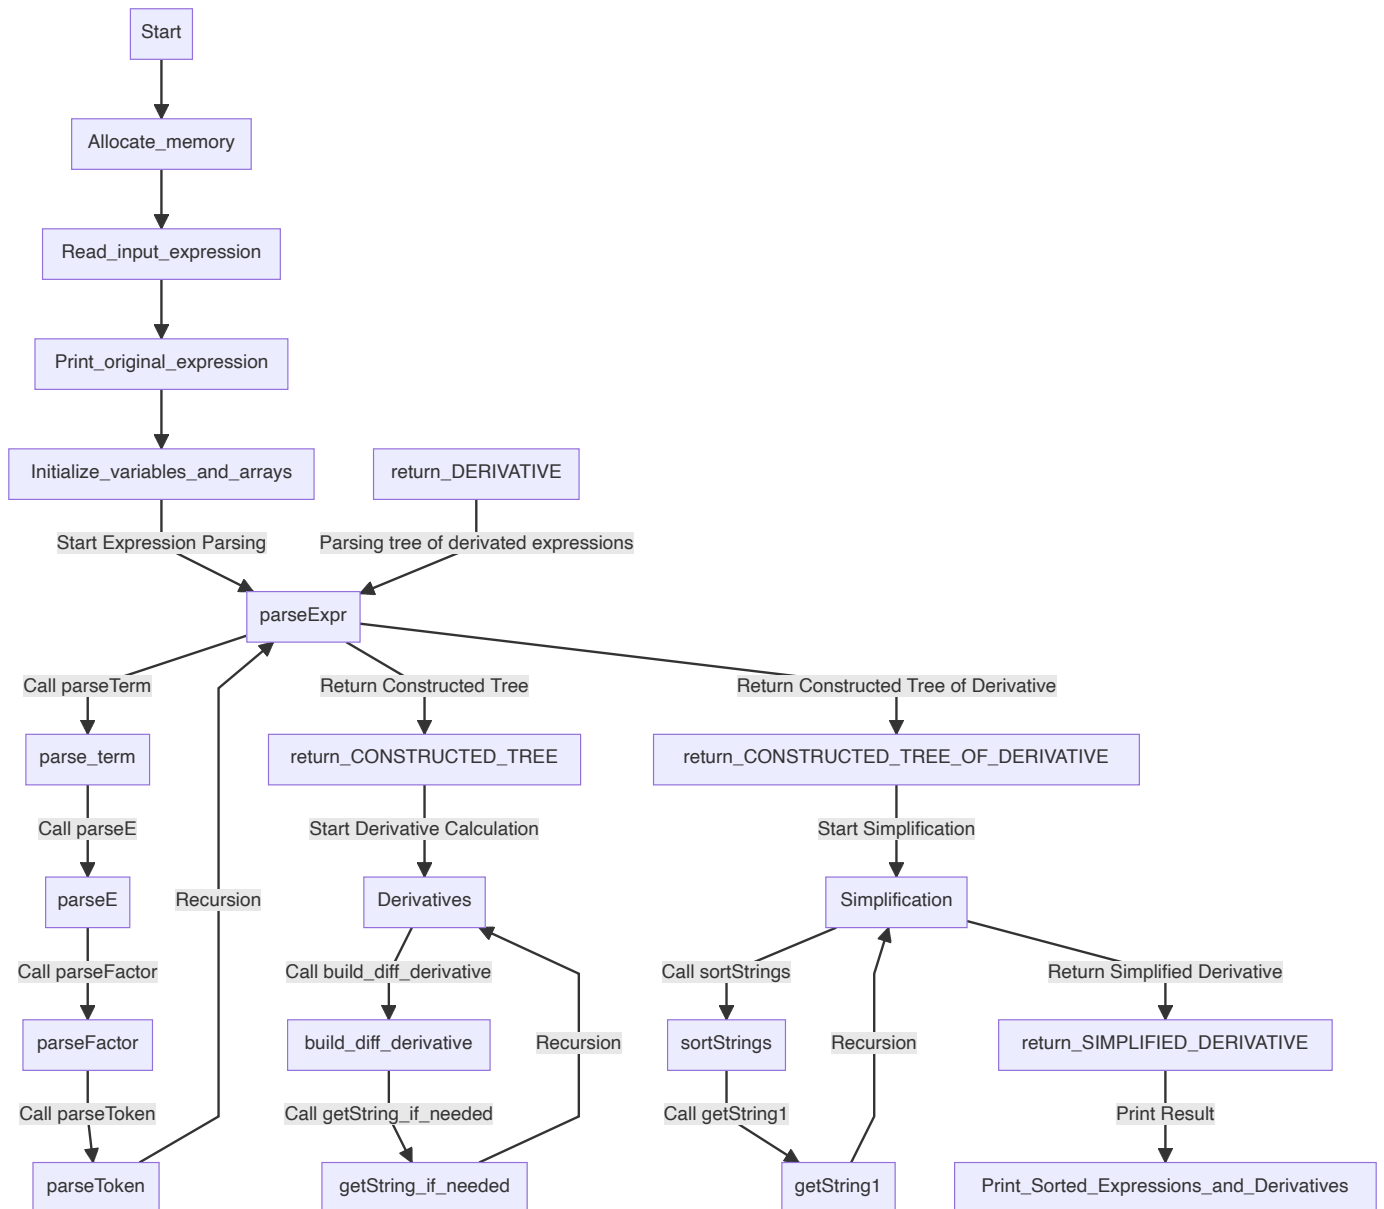 Start
Allocate_memory
Read_input_expression
Print_original_expression
Initialize_variables_and_arrays
return_DERIVATIVE
Start Expression Parsing
Parsing tree of derivated expressions
parseExpr
Call parseTerm
Return Constructed Tree
Return Constructed Tree of Derivative
parse_term
return_CONSTRUCTED_TREE
return_CONSTRUCTED_TREE_OF_DERIVATIVE
Call parseE
Start Derivative Calculation
Start Simplification
parseE
Recursion
Derivatives
Simplification
Call parseFactor
Call build_diff_derivative
Call sortStrings
Return Simplified Derivative
parseFactor
build_diff_derivative
Recursion
sortStrings
Recursion
return_SIMPLIFIED_DERIVATIVE
Call parseToken
Call getString_if_needed
Call getString1
Print Result
parseToken
getString_if_needed
getString1
Print_Sorted_Expressions_and_Derivatives